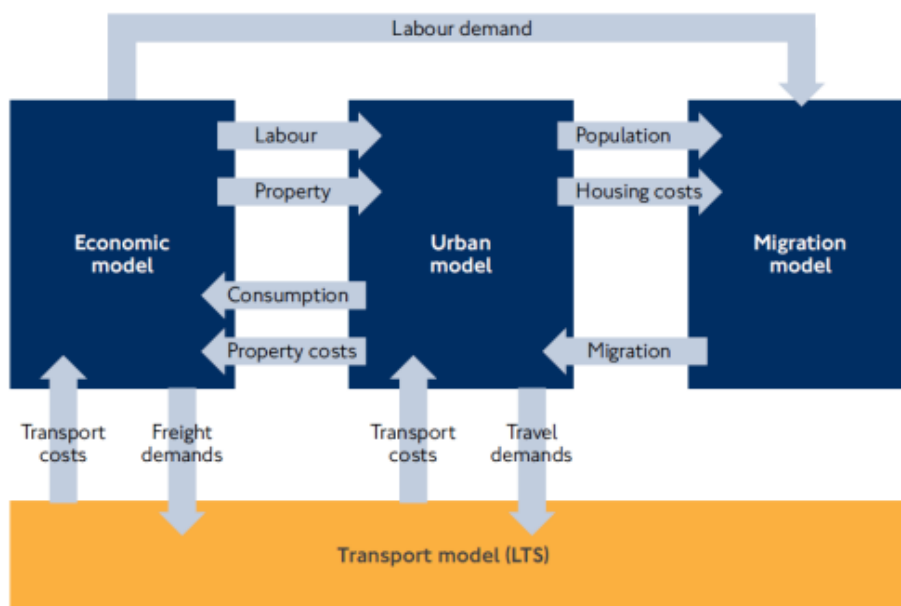 Labour demand
Labour
Population
Property
Housing costs
Economic
model
Urban
model
Migration
model
Consumption
Property costs
Migration
Transport
costs
Freight
demands
Transport
costs
Travel
demands
Transport model (LTS)